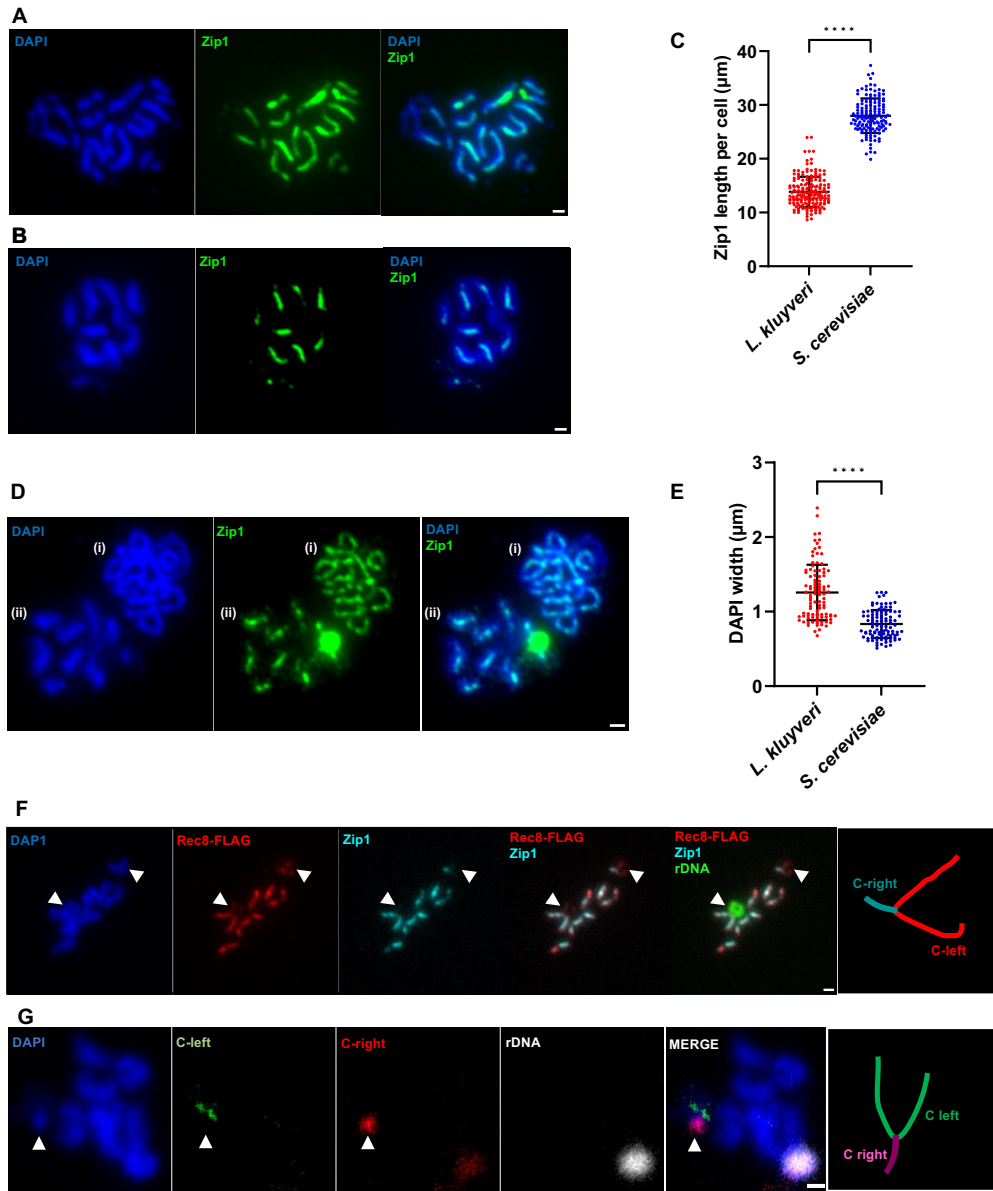 A
DAPI
Zip1
DAPI
Zip1
B
DAPI
Zip1
DAPI
Zip1
C
****
Zip1 length per cell (µm)
40
30
20
10
0
L. kluyveri
S. cerevisiae
D
DAPI
(i)
(ii)
Zip1
(i)
(ii)
DAPI
Zip1
(i)
(ii)
E
****
DAPI width (µm)
3
2
1
0
L. kluyveri
S. cerevisiae
F
DAP1
Rec8-FLAG
Zip1
Rec8-FLAG
Zip1
Rec8-FLAG
Zip1
rDNA
C-right
C-left
G
DAPI
C-left
C-right
rDNA
MERGE
C left
C right